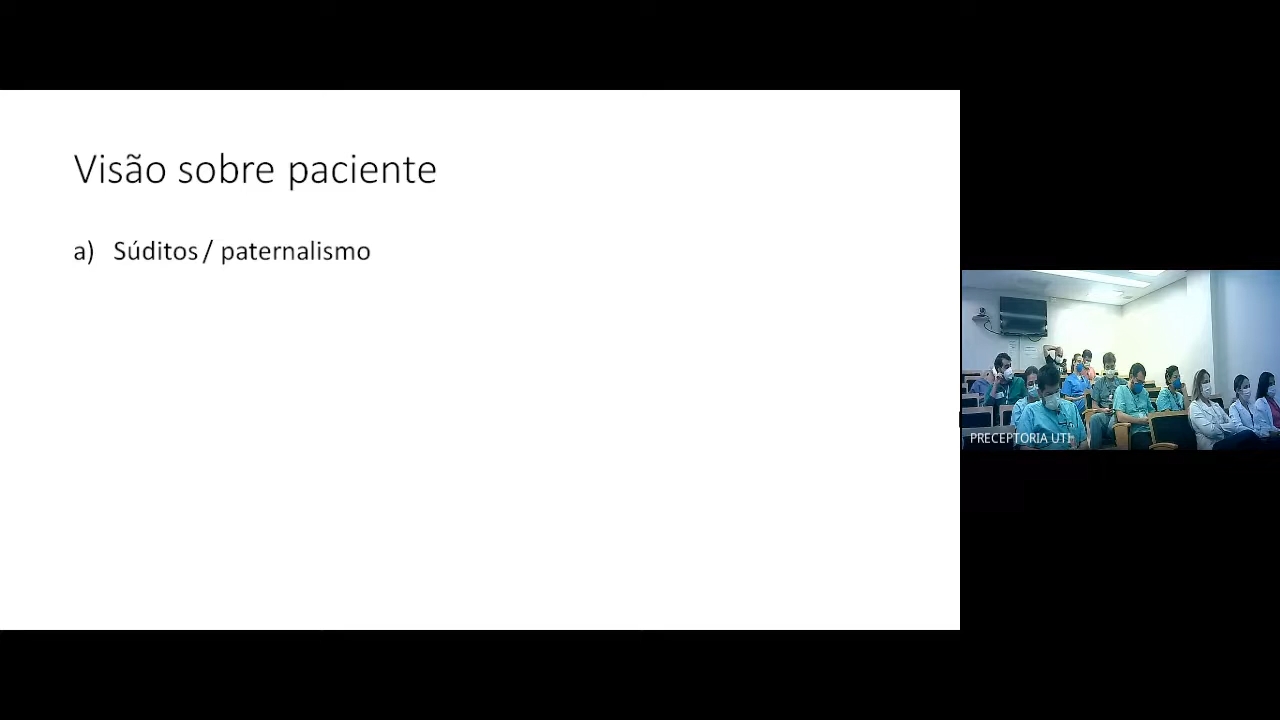 Visão sobre paciente
a) Súditos / paternalismo
PRECEPTORIA UTI